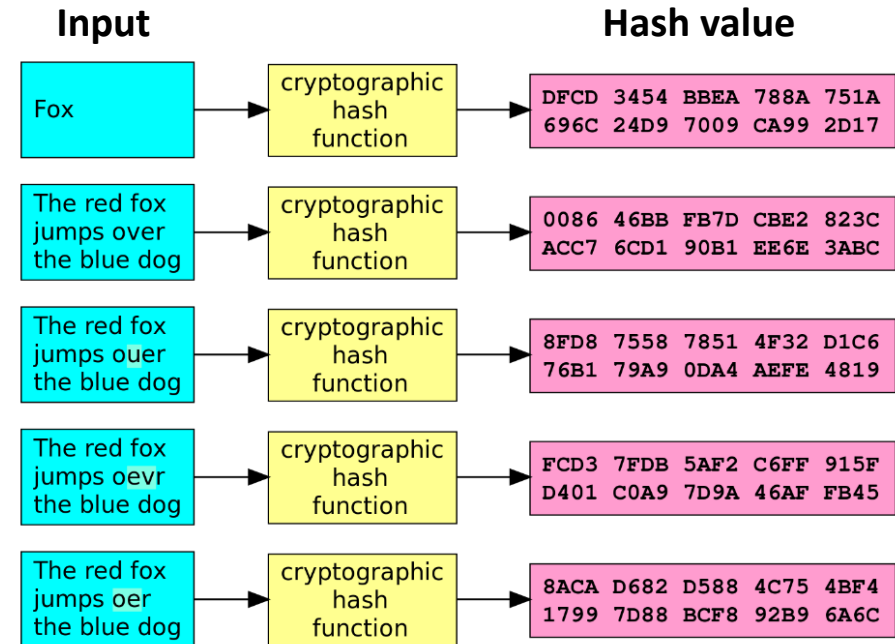 Input
Hash value
Fox
cryptographic
hash
function
DFCD 3454 BBEA 788A 751A
696C 24D9 7009 CA99 2D17
The red fox
jumps over
the blue dog
cryptographic
hash
function
0086 46BB FB7D CBE2 823C
ACC7 6CD1 90B1 EE6E 3ABC
The red fox
jumps ouer
the blue dog
cryptographic
hash
function
8FD8 7558 7851 4F32 D1C6
76B1 79A9 0DA4 AEFE 4819
The red fox
jumps oevr
the blue dog
cryptographic
hash
function
FCD3 7FDB 5AF2 C6FF 915F
D401 C0A9 7D9A 46AF FB45
The red fox
jumps oer
the blue dog
cryptographic
hash
function
8ACA D682 D588 4C75 4BF4
1799 7D88 BCF8 92B9 6A6C